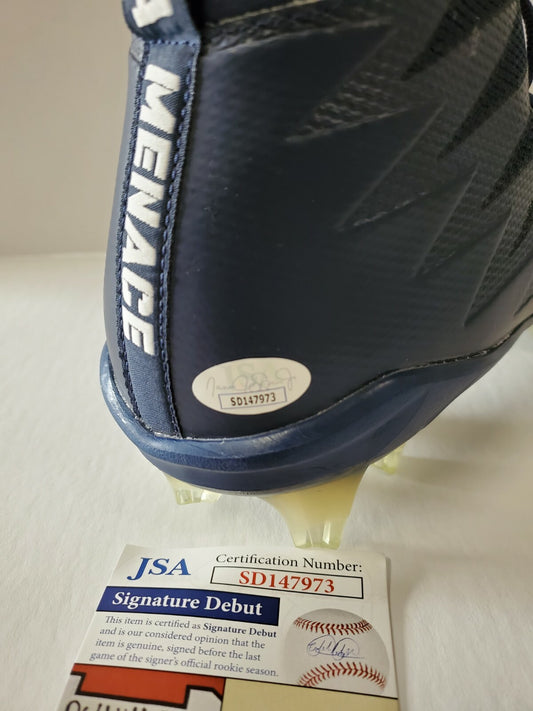 MENACE
SD147973
JSA
Certification Number:
SD147973
Signature Debut
This item is certified as Signature Debut
and is our considered opinion that the
item is genuine, signed before the last
game of the signer's official rookie season.